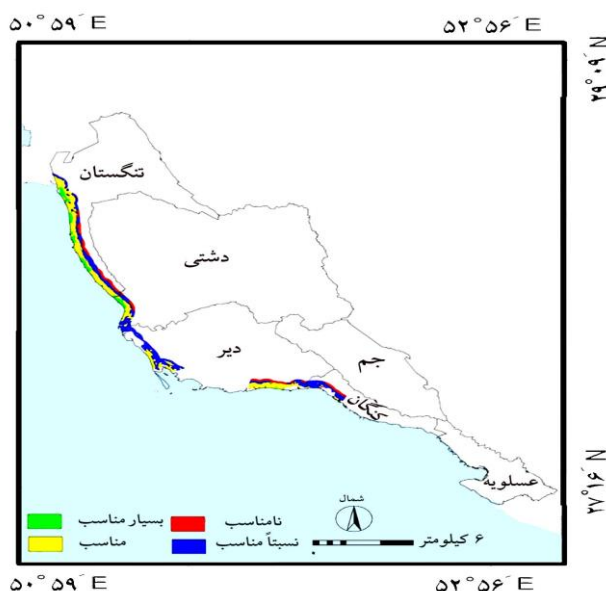 ۵۰°۵۹′ E ۵۲°۵۶′ E
۲۹°۰۹′ N
تنگستان
دشتی
دیر
جم
کنگان
عسلویه
۲۷°۱۶′ N
شمال
بسیار مناسب
نامناسب
مناسب
نسبتاً مناسب
۶ کیلومتر
۵۰°۵۹′ E ۵۲°۵۶′ E